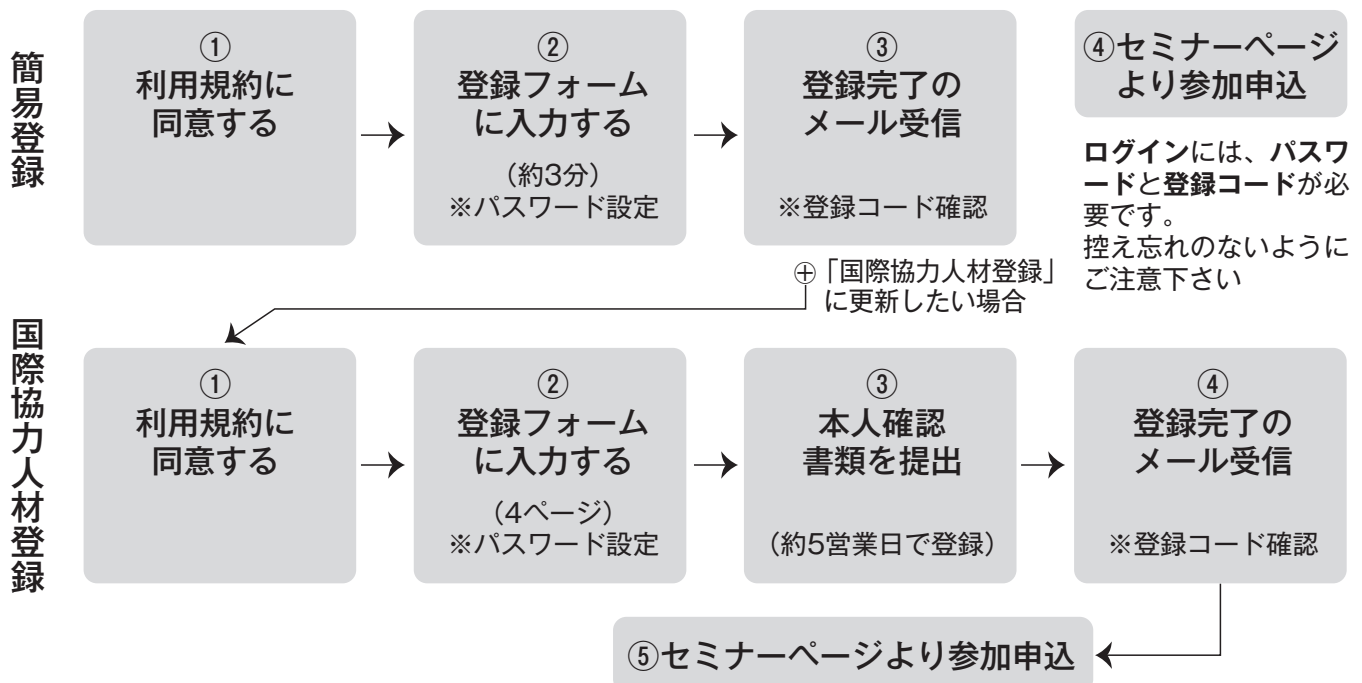 簡易登録
①
利用規約に
同意する
②
登録フォーム
に入力する
(約3分)
※パスワード設定
③
登録完了の
メール受信
※登録コード確認
④セミナーページ
より参加申込
ログインには、パスワ
ードと登録コードが必
要です。
控え忘れのないように
ご注意下さい
⊕「国際協力人材登録」
に更新したい場合
国際協力人材登録
①
利用規約に
同意する
②
登録フォーム
に入力する
(4ページ)
※パスワード設定
③
本人確認
書類を提出
(約5営業日で登録)
④
登録完了の
メール受信
※登録コード確認
⑤セミナーページより参加申込